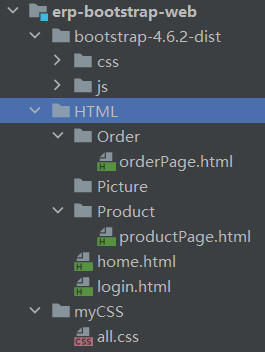 erp-bootstrap-web
bootstrap-4.6.2-dist
css
js
HTML
Order
orderPage.html
Picture
Product
productPage.html
home.html
login.html
myCSS
all.css